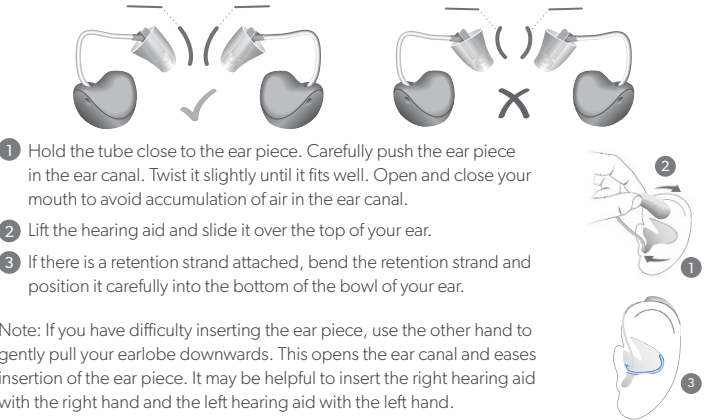 1 Hold the tube close to the ear piece. Carefully push the ear piece
in the ear canal. Twist it slightly until it fits well. Open and close your
mouth to avoid accumulation of air in the ear canal.
2 Lift the hearing aid and slide it over the top of your ear.
3 If there is a retention strand attached, bend the retention strand and
position it carefully into the bottom of the bowl of your ear.
Note: If you have difficulty inserting the ear piece, use the other hand to
gently pull your earlobe downwards. This opens the ear canal and eases
insertion of the ear piece. It may be helpful to insert the right hearing aid
with the right hand and the left hearing aid with the left hand.
2
1
3